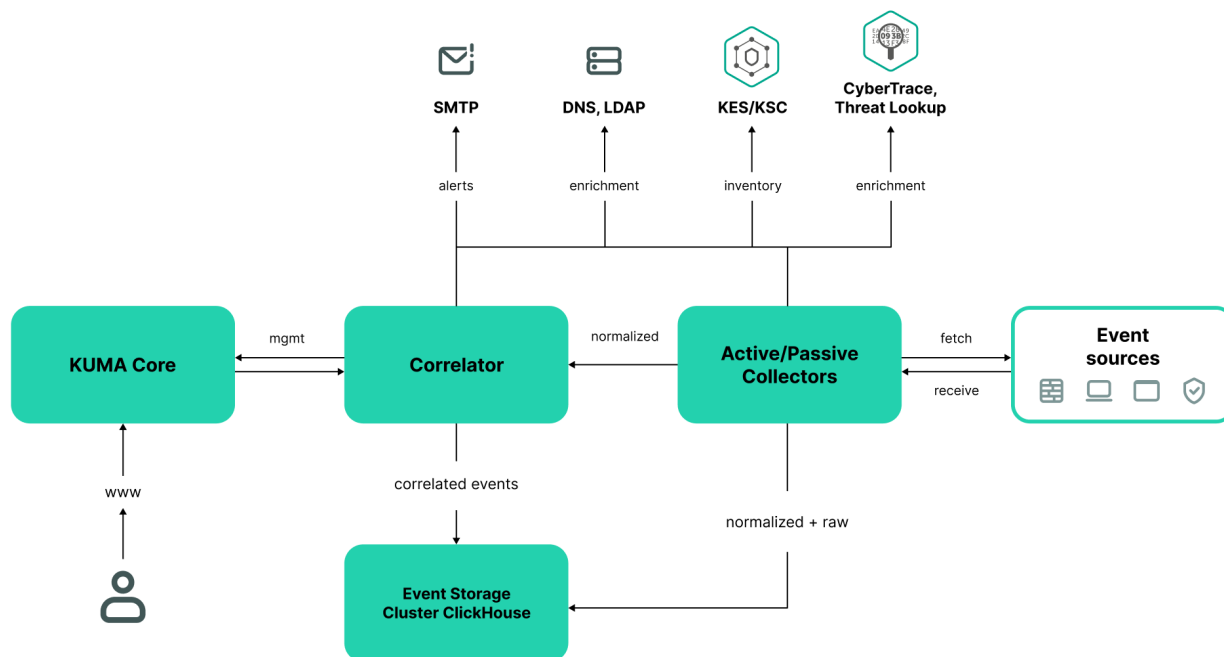 SMTP
DNS, LDAP
KES/KSC
CyberTrace,
Threat Lookup
alerts
enrichment
inventory
enrichment
KUMA Core
mgmt
Correlator
normalized
Active/Passive
Collectors
fetch
receive
Event
sources
www
correlated events
normalized + raw
Event Storage
Cluster ClickHouse